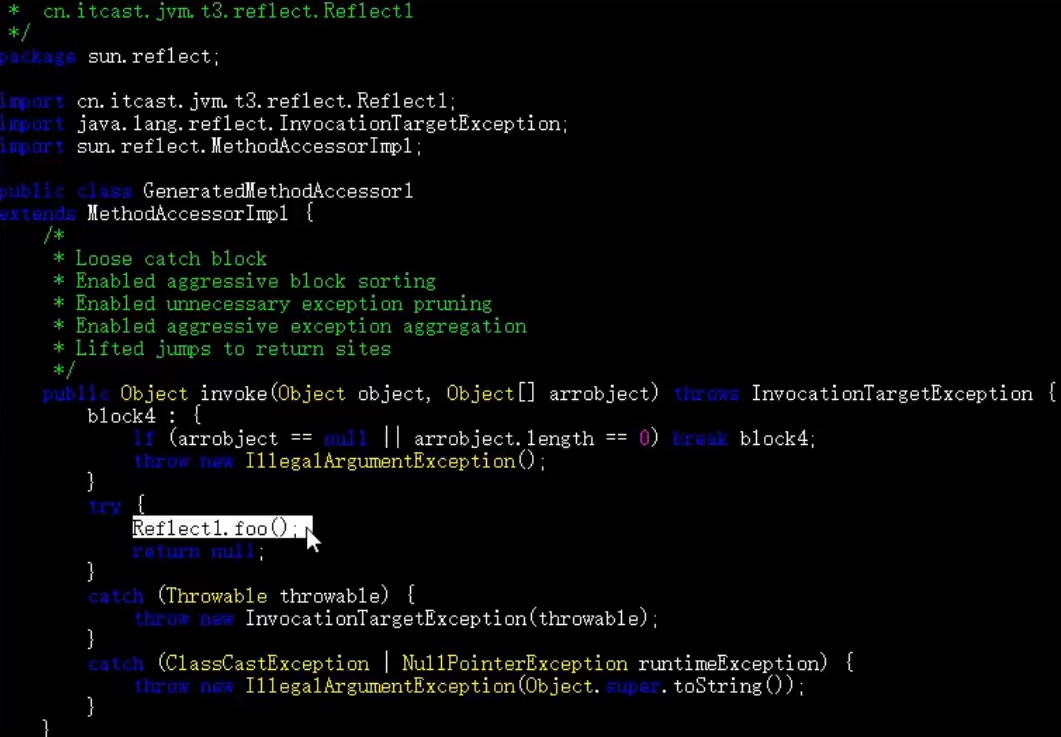 *  cn.itcast.jvm.t3.reflect.Reflect1
*/
package sun.reflect;
import cn.itcast.jvm.t3.reflect.Reflect1;
import java.lang.reflect.InvocationTargetException;
import sun.reflect.MethodAccessorImpl;
public class GeneratedMethodAccessor1
extends MethodAccessorImpl {
/*
* Loose catch block
* Enabled aggressive block sorting
* Enabled unnecessary exception pruning
* Enabled aggressive exception aggregation
* Lifted jumps to return sites
*/
public Object invoke(Object object, Object[] arrobject) throws InvocationTargetException {
block4 : {
if (arrobject == null || arrobject.length == 0) break block4;
throw new IllegalArgumentException();
}
try {
Reflect1.foo();
return null;
}
catch (Throwable throwable) {
throw new InvocationTargetException(throwable);
}
catch (ClassCastException | NullPointerException runtimeException) {
throw new IllegalArgumentException(Object.super.toString());
}
}